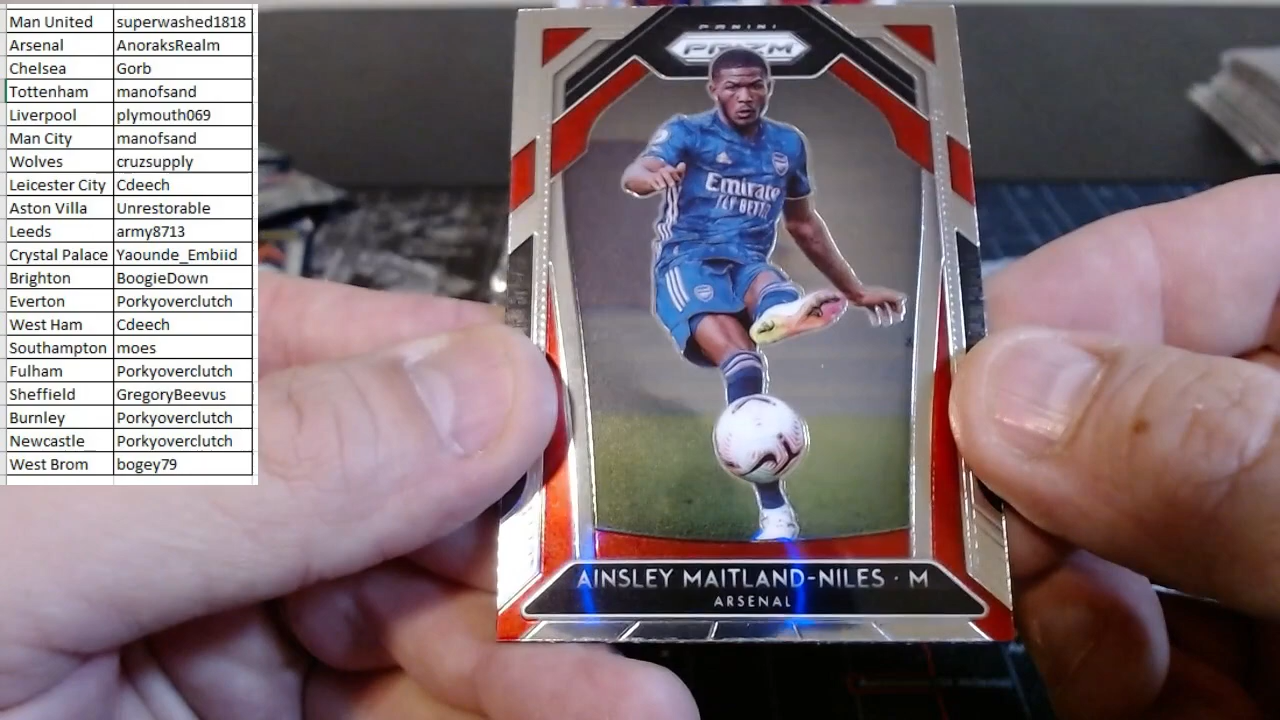 Man United superwashed1818
Arsenal AnoraksRealm
Chelsea Gorb
Tottenham manofsand
Liverpool plymouth069
Man City manofsand
Wolves cruzsupply
Leicester City Cdeech
Aston Villa Unrestorable
Leeds army8713
Crystal Palace Yaounde_Embiid
Brighton BoogieDown
Everton Porkyoverclutch
West Ham Cdeech
Southampton moes
Fulham Porkyoverclutch
Sheffield GregoryBeevus
Burnley Porkyoverclutch
Newcastle Porkyoverclutch
West Brom bogey79
PANINI
PRIZM
Emirates
FLY BETTER
AINSLEY MAITLAND-NILES · M
ARSENAL